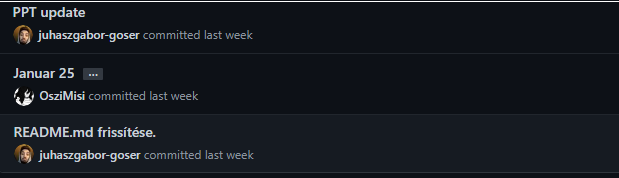 PPT update
juhaszgabor-goser committed last week
Januar 25 ...
OsziMisi committed last week
README.md frissítése.
juhaszgabor-goser committed last week